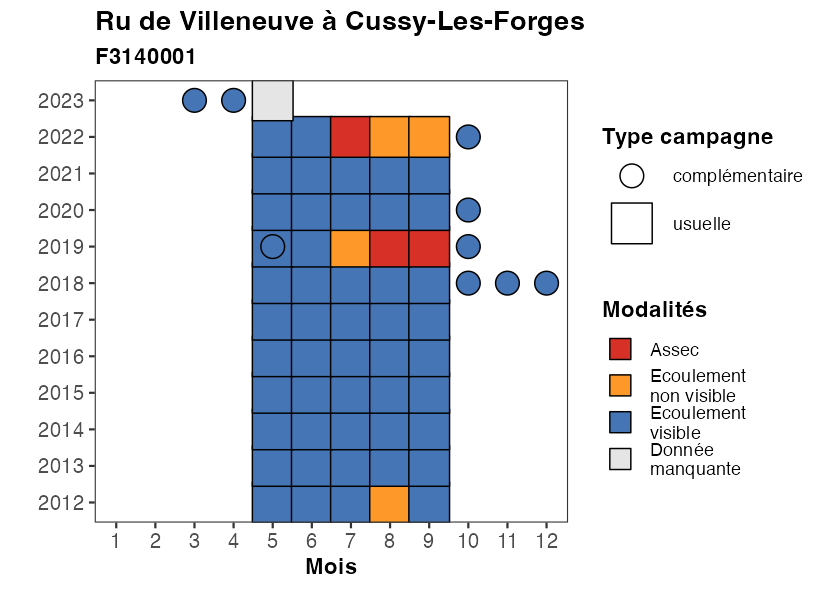 Ru de Villeneuve à Cussy-Les-Forges
F3140001
2023
2022
2021
2020
2019
2018
2017
2016
2015
2014
2013
2012
1 2 3 4 5 6 7 8 9 10 11 12
Mois
Type campagne
complémentaire
usuelle
Modalités
Assec
Ecoulement
non visible
Ecoulement
visible
Donnée
manquante